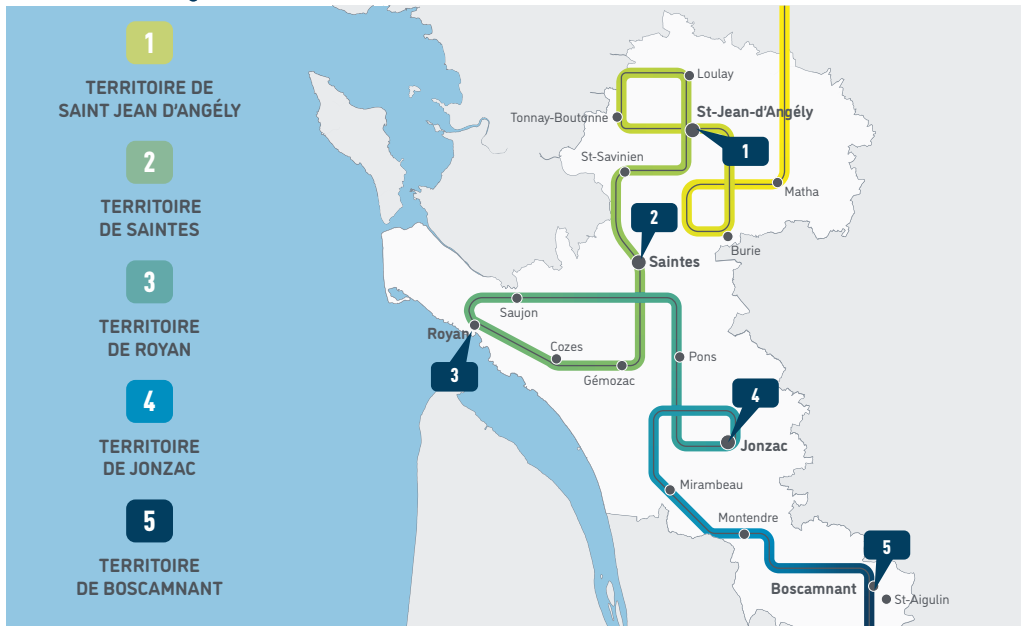 1
TERRITOIRE DE
SAINT JEAN D'ANGÉLY
2
TERRITOIRE
DE SAINTES
3
TERRITOIRE
DE ROYAN
4
TERRITOIRE
DE JONZAC
5
TERRITOIRE
DE BOSCAMNANT
Loulay
Tonnay-Boutonne
St-Jean-d'Angély
1
St-Savinien
Matha
2
Burie
Saintes
Saujon
Royan
Cozes
Pons
3
Gémozac
4
Jonzac
Mirambeau
Montendre
5
Boscamnant
St-Aigulin